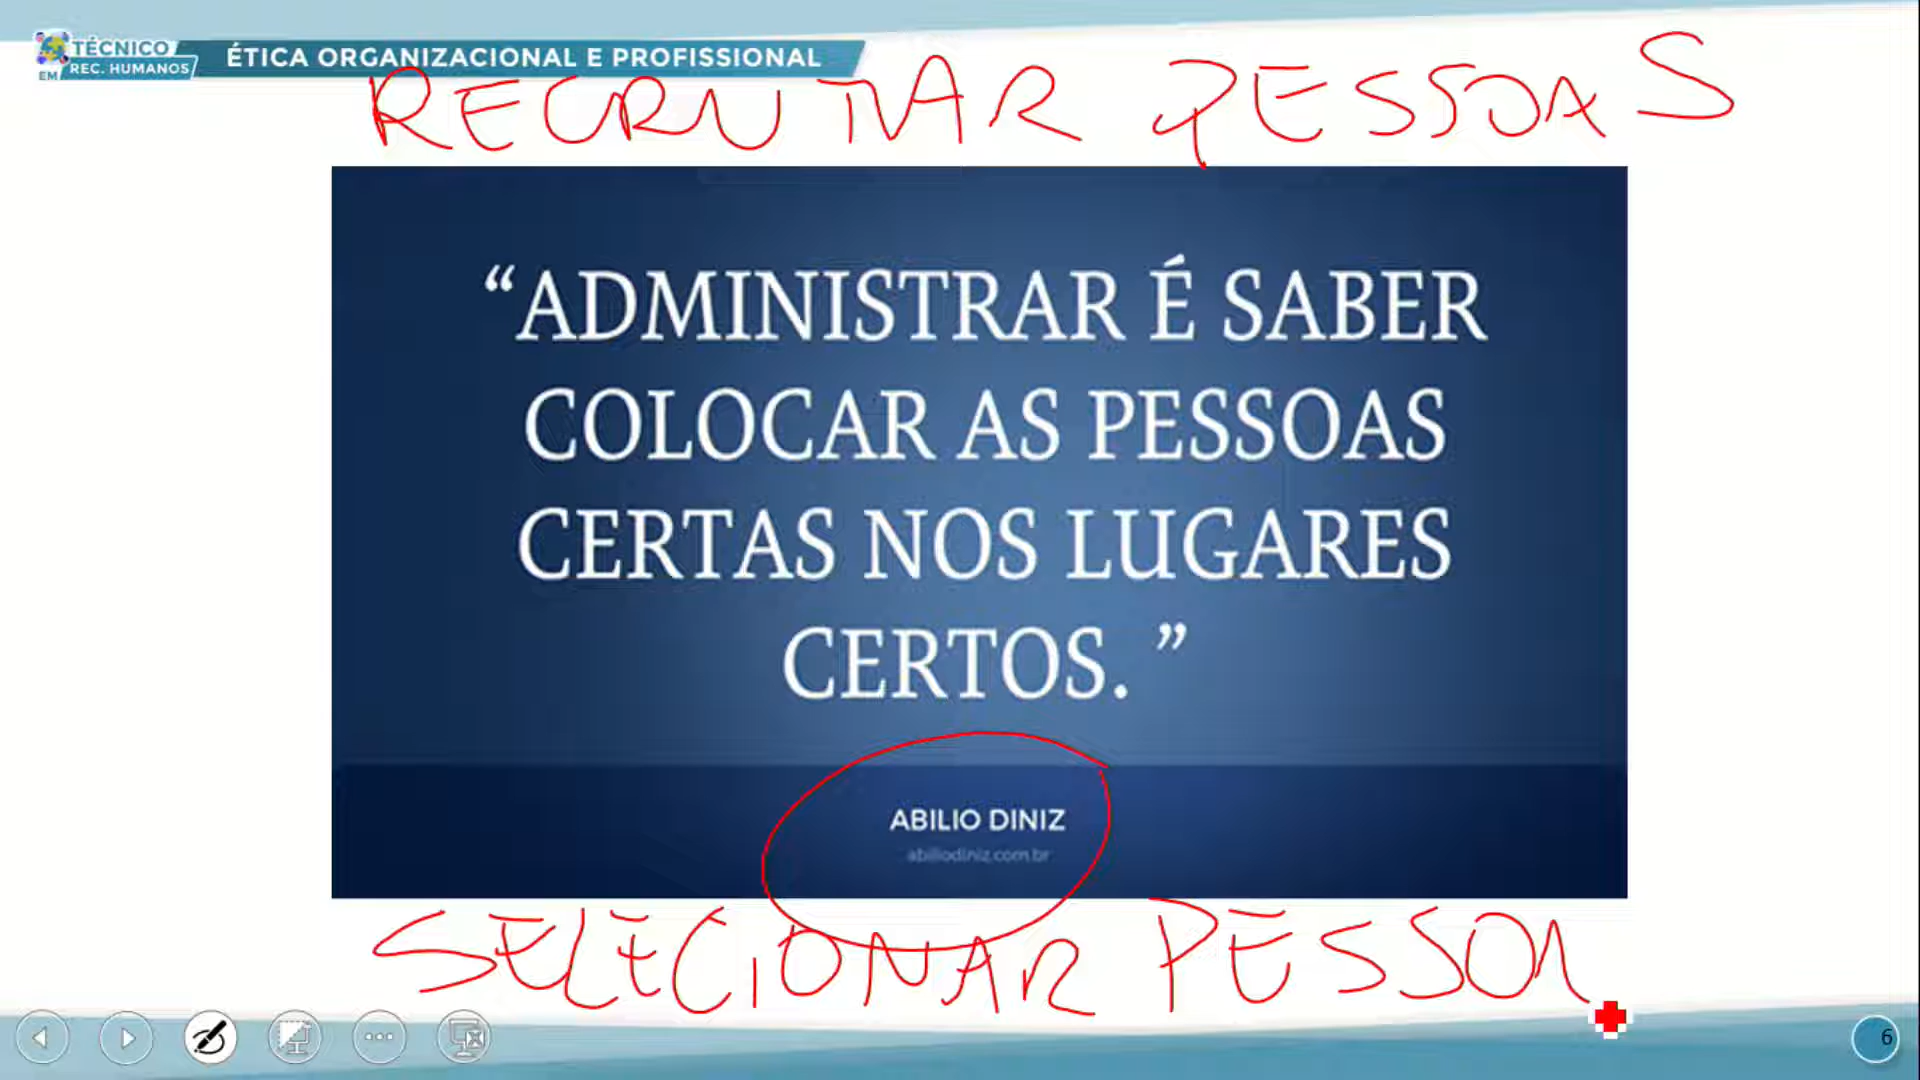 TÉCNICO
EM REC. HUMANOS
ÉTICA ORGANIZACIONAL E PROFISSIONAL
RECRUTAR PESSOAS
“ADMINISTRAR É SABER
COLOCAR AS PESSOAS
CERTAS NOS LUGARES
CERTOS. ”
ABILIO DINIZ
abiliodiniz.com.br
SELECIONAR PESSOA
6